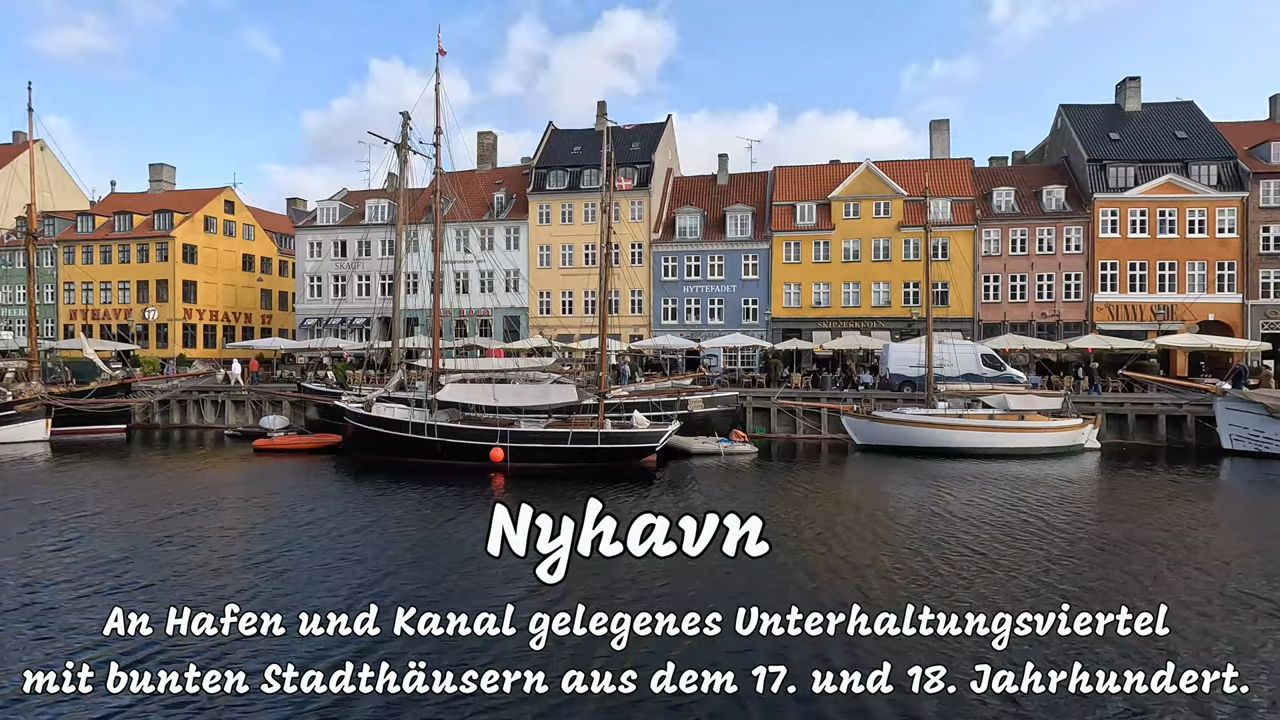 SKAGEN
HYTTEFADET
NYHAVN 17 NYHAVN 17
SKIPPERKROEN
SUNNY SIDE
Nyhavn
An Hafen und Kanal gelegenes Unterhaltungsviertel
mit bunten Stadthäusern aus dem 17. und 18. Jahrhundert.